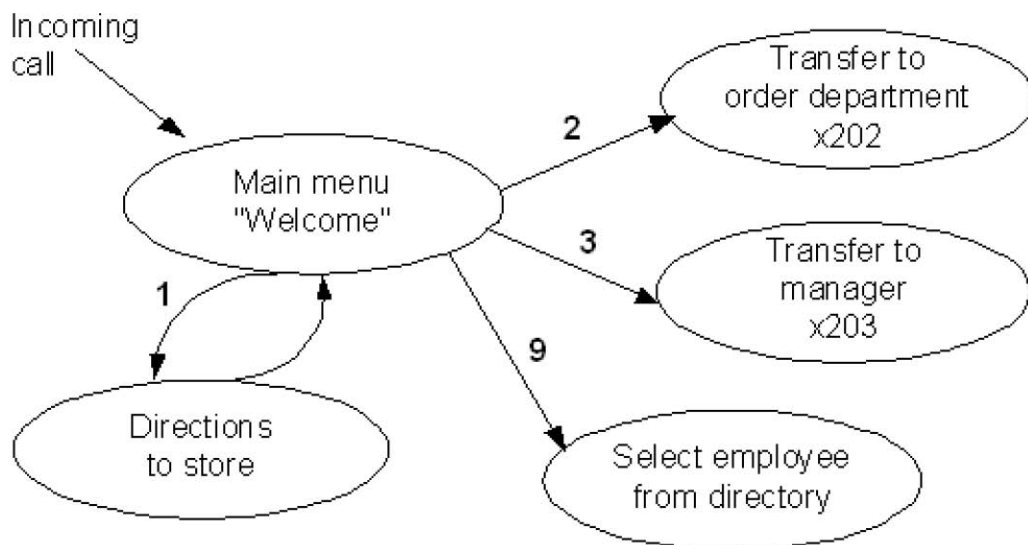 Incoming
call
Main menu
"Welcome"
2
Transfer to
order department
x202
3
Transfer to
manager
x203
1
9
Directions
to store
Select employee
from directory